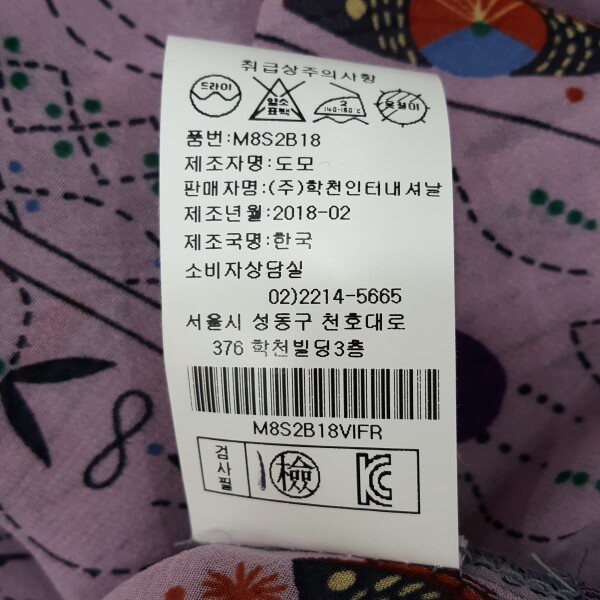 취급상주의사항
드라이 염소 표백 2 140-160℃ 옷걸이
품번:M8S2B18
제조자명:도모
판매자명:(주)학천인터내셔날
제조년월:2018-02
제조국명:한국
소비자상담실
02)2214-5665
서울시 성동구 천호대로
376 학천빌딩3층
M8S2B18VIFR
검사필 檢 KC